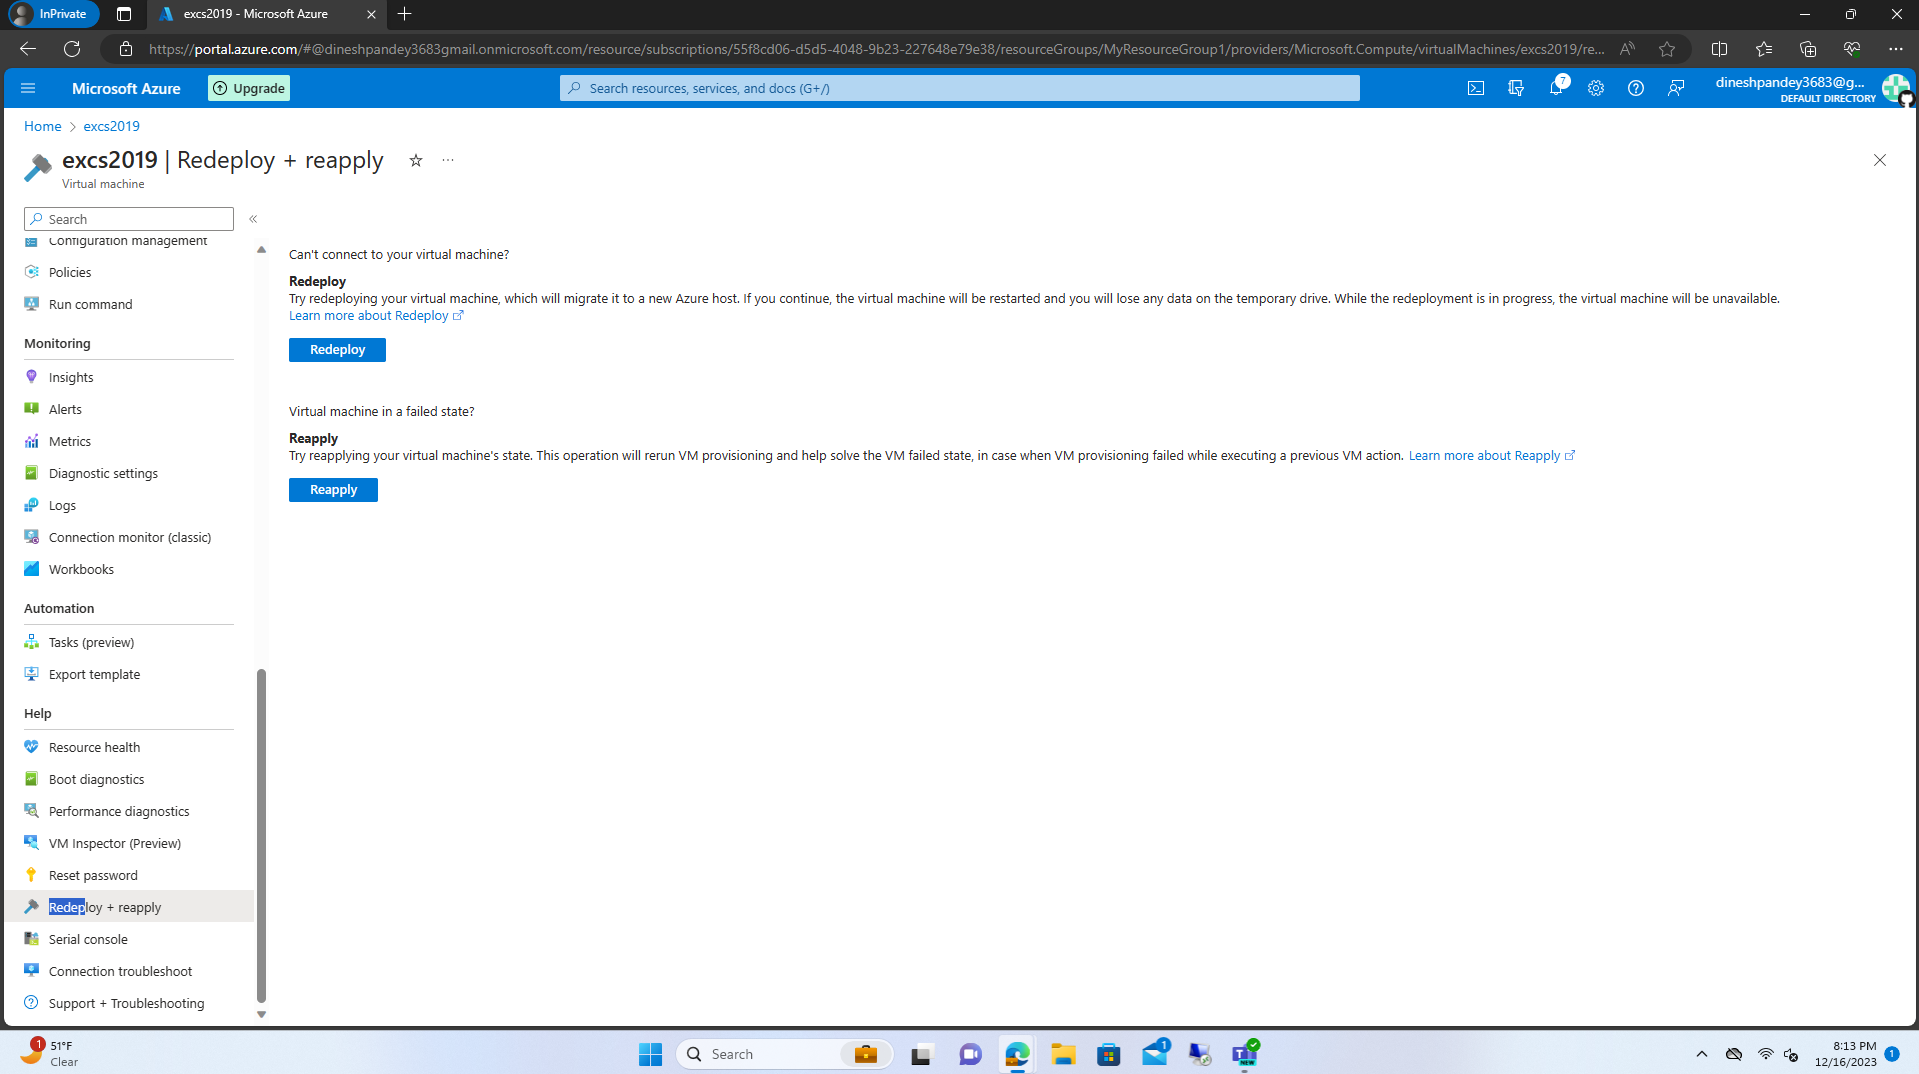 InPrivate
excs2019 - Microsoft Azure
https://portal.azure.com/#@dineshpandey3683gmail.onmicrosoft.com/resource/subscriptions/55f8cd06-d5d5-4048-9b23-227648e79e38/resourceGroups/MyResourceGroup1/providers/Microsoft.Compute/virtualMachines/excs2019/re...
Microsoft Azure
Upgrade
Search resources, services, and docs (G+/)
7
dineshpandey3683@g...
DEFAULT DIRECTORY
Home > excs2019
excs2019 | Redeploy + reapply
Virtual machine
Search
Configuration management
Policies
Run command
Monitoring
Insights
Alerts
Metrics
Diagnostic settings
Logs
Connection monitor (classic)
Workbooks
Automation
Tasks (preview)
Export template
Help
Resource health
Boot diagnostics
Performance diagnostics
VM Inspector (Preview)
Reset password
Redeploy + reapply
Serial console
Connection troubleshoot
Support + Troubleshooting
Can't connect to your virtual machine?
Redeploy
Try redeploying your virtual machine, which will migrate it to a new Azure host. If you continue, the virtual machine will be restarted and you will lose any data on the temporary drive. While the redeployment is in progress, the virtual machine will be unavailable.
Learn more about Redeploy
Redeploy
Virtual machine in a failed state?
Reapply
Try reapplying your virtual machine's state. This operation will rerun VM provisioning and help solve the VM failed state, in case when VM provisioning failed while executing a previous VM action. Learn more about Reapply
Reapply
1
51°F
Clear
Search
1
NEW
8:13 PM
12/16/2023
1